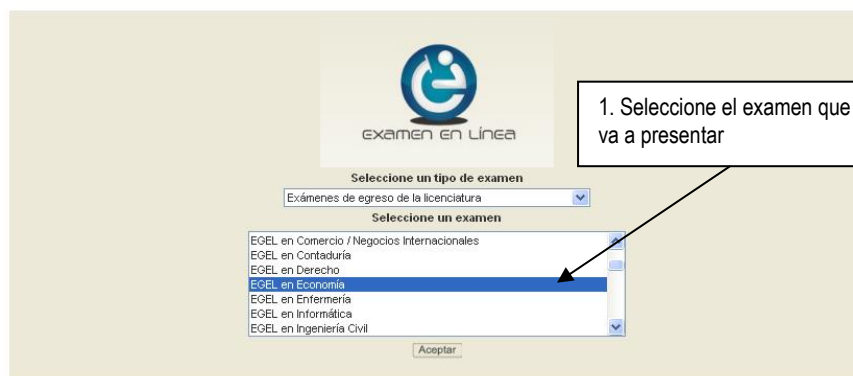 examen en Línea
1. Seleccione el examen que
va a presentar
Seleccione un tipo de examen
Exámenes de egreso de la licenciatura
Seleccione un examen
EGEL en Comercio / Negocios Internacionales
EGEL en Contaduría
EGEL en Derecho
EGEL en Economía
EGEL en Enfermería
EGEL en Informática
EGEL en Ingeniería Civil
Aceptar